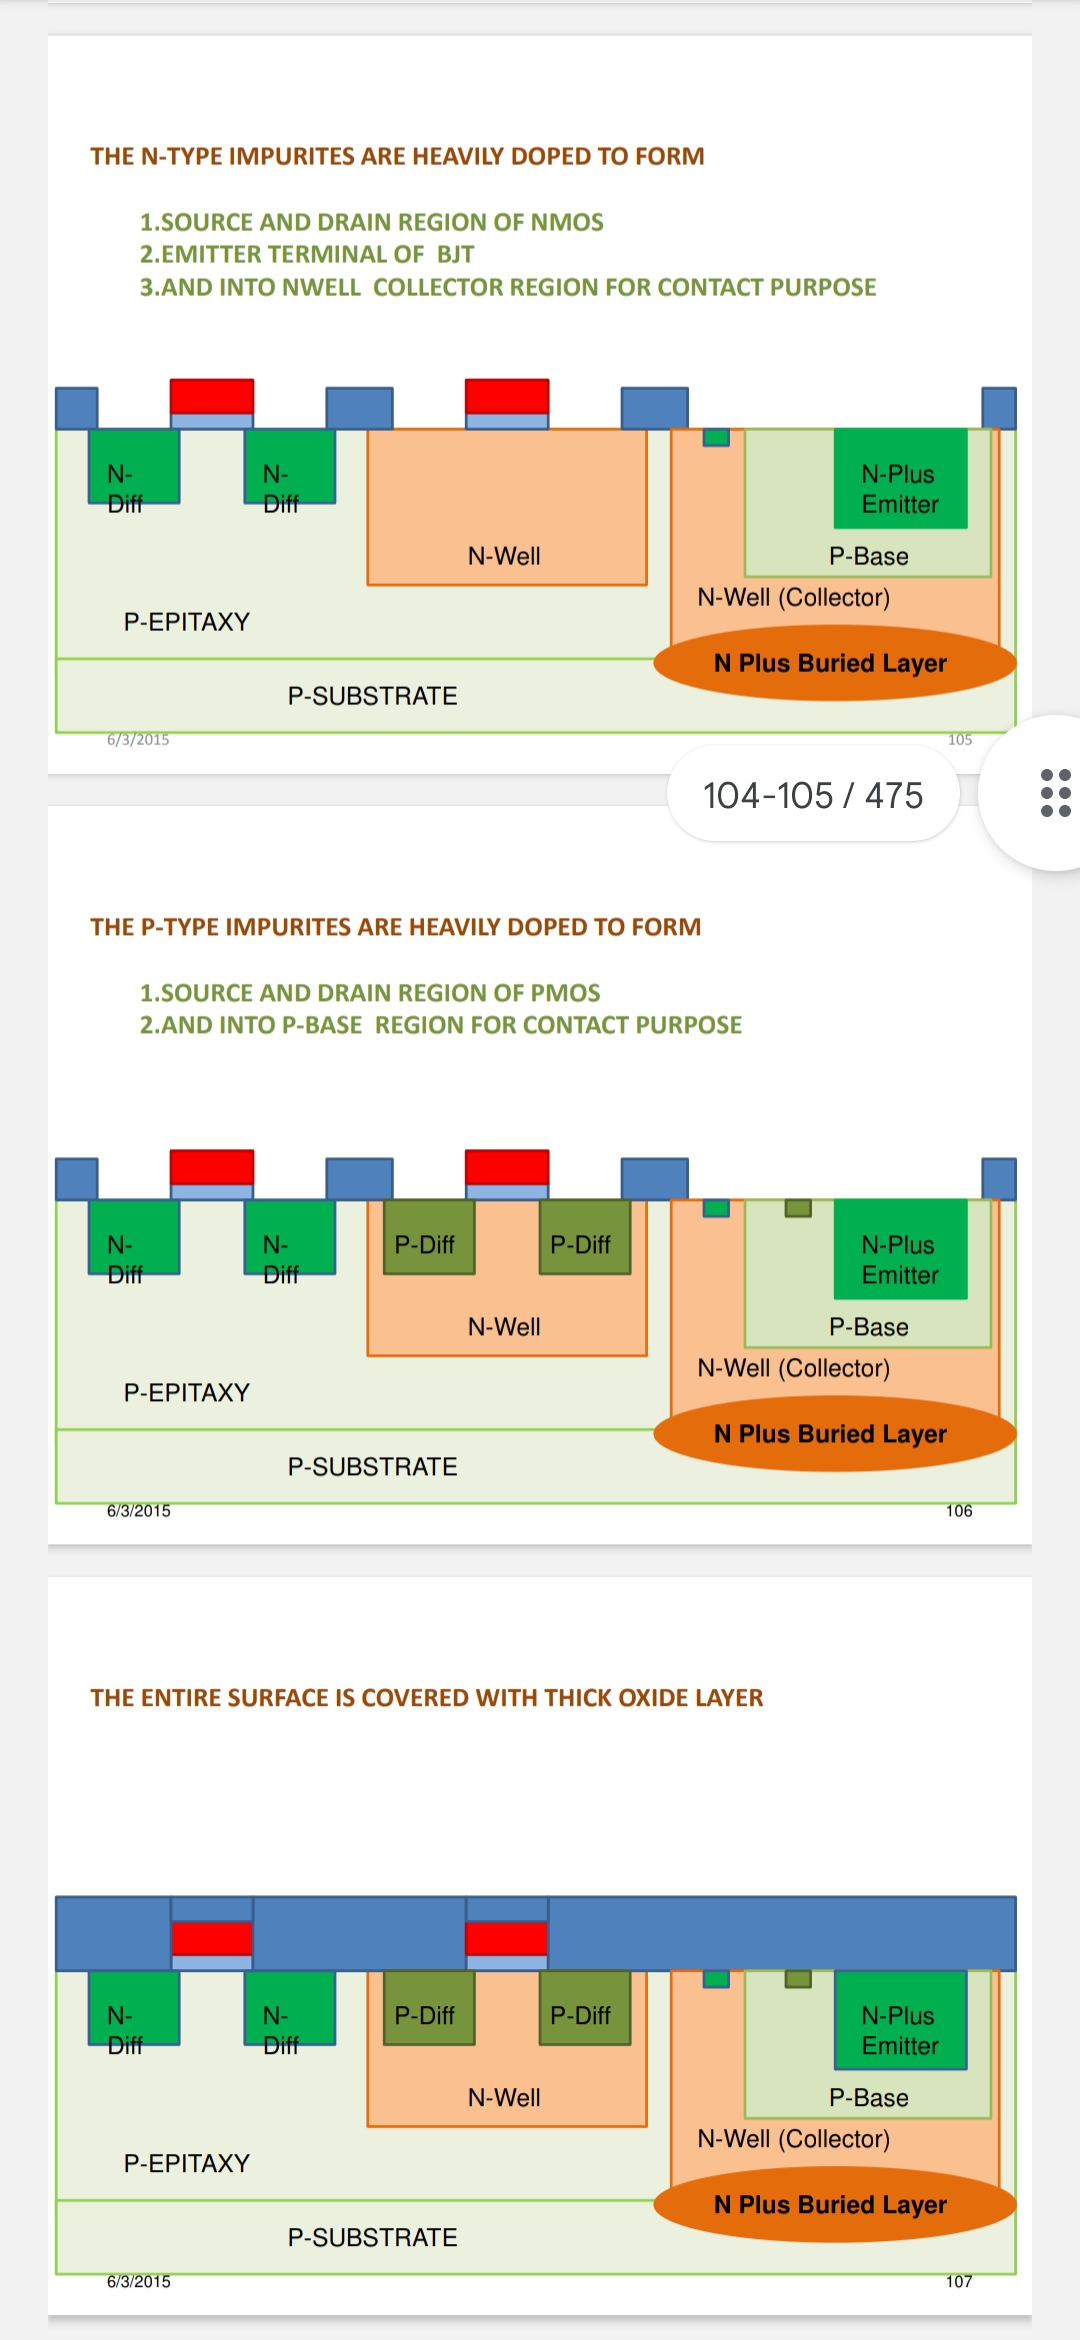 THE N-TYPE IMPURITES ARE HEAVILY DOPED TO FORM
1.SOURCE AND DRAIN REGION OF NMOS
2.EMITTER TERMINAL OF BJT
3.AND INTO NWELL COLLECTOR REGION FOR CONTACT PURPOSE
N-
Diff
N-
Diff
N-Plus
Emitter
N-Well
P-Base
N-Well (Collector)
P-EPITAXY
N Plus Buried Layer
P-SUBSTRATE
6/3/2015
105
104-105 / 475
THE P-TYPE IMPURITES ARE HEAVILY DOPED TO FORM
1.SOURCE AND DRAIN REGION OF PMOS
2.AND INTO P-BASE REGION FOR CONTACT PURPOSE
N-
Diff
N-
Diff
P-Diff
P-Diff
N-Plus
Emitter
N-Well
P-Base
N-Well (Collector)
P-EPITAXY
N Plus Buried Layer
P-SUBSTRATE
6/3/2015
106
THE ENTIRE SURFACE IS COVERED WITH THICK OXIDE LAYER
N-
Diff
N-
Diff
P-Diff
P-Diff
N-Plus
Emitter
N-Well
P-Base
N-Well (Collector)
P-EPITAXY
N Plus Buried Layer
P-SUBSTRATE
6/3/2015
107